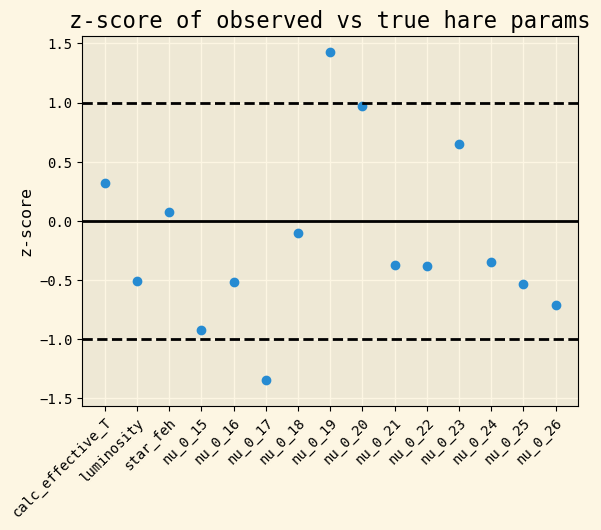 z-score of observed vs true hare params
z-score
1.5
1.0
0.5
0.0
−0.5
−1.0
−1.5
calc_effective_T
luminosity
star_feh
nu_0_15
nu_0_16
nu_0_17
nu_0_18
nu_0_19
nu_0_20
nu_0_21
nu_0_22
nu_0_23
nu_0_24
nu_0_25
nu_0_26